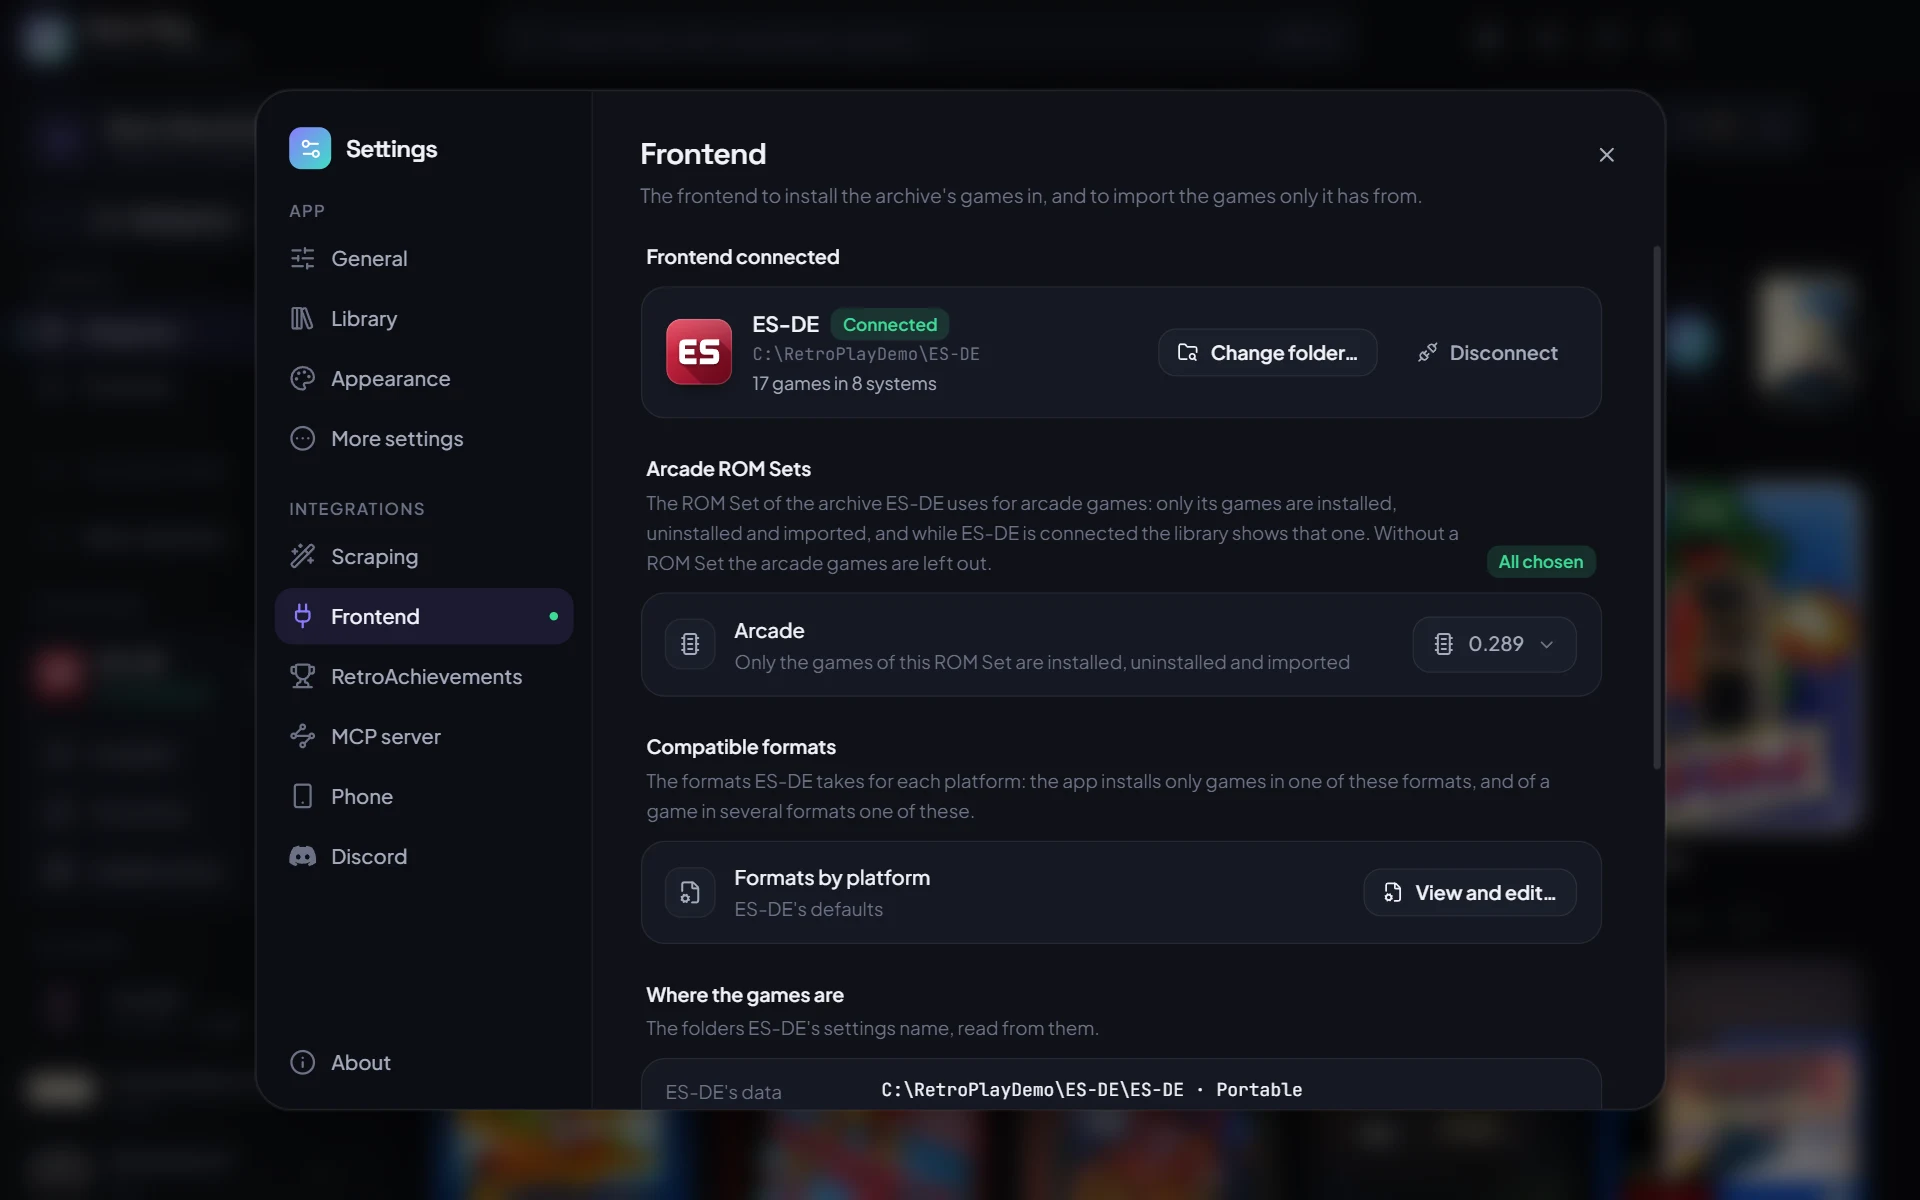 Settings
APP
General
Library
Appearance
More settings
INTEGRATIONS
Scraping
Frontend
RetroAchievements
MCP server
Phone
Discord
About
Frontend
The frontend to install the archive's games in, and to import the games only it has from.
Frontend connected
ES
ES-DE Connected
C:\RetroPlayDemo\ES-DE
17 games in 8 systems
Change folder...
Disconnect
Arcade ROM Sets
The ROM Set of the archive ES-DE uses for arcade games: only its games are installed,
uninstalled and imported, and while ES-DE is connected the library shows that one. Without a
ROM Set the arcade games are left out.
All chosen
Arcade
Only the games of this ROM Set are installed, uninstalled and imported
0.289
Compatible formats
The formats ES-DE takes for each platform: the app installs only games in one of these formats, and of a
game in several formats one of these.
Formats by platform
ES-DE's defaults
View and edit...
Where the games are
The folders ES-DE's settings name, read from them.
ES-DE's data
C:\RetroPlayDemo\ES-DE\ES-DE · Portable